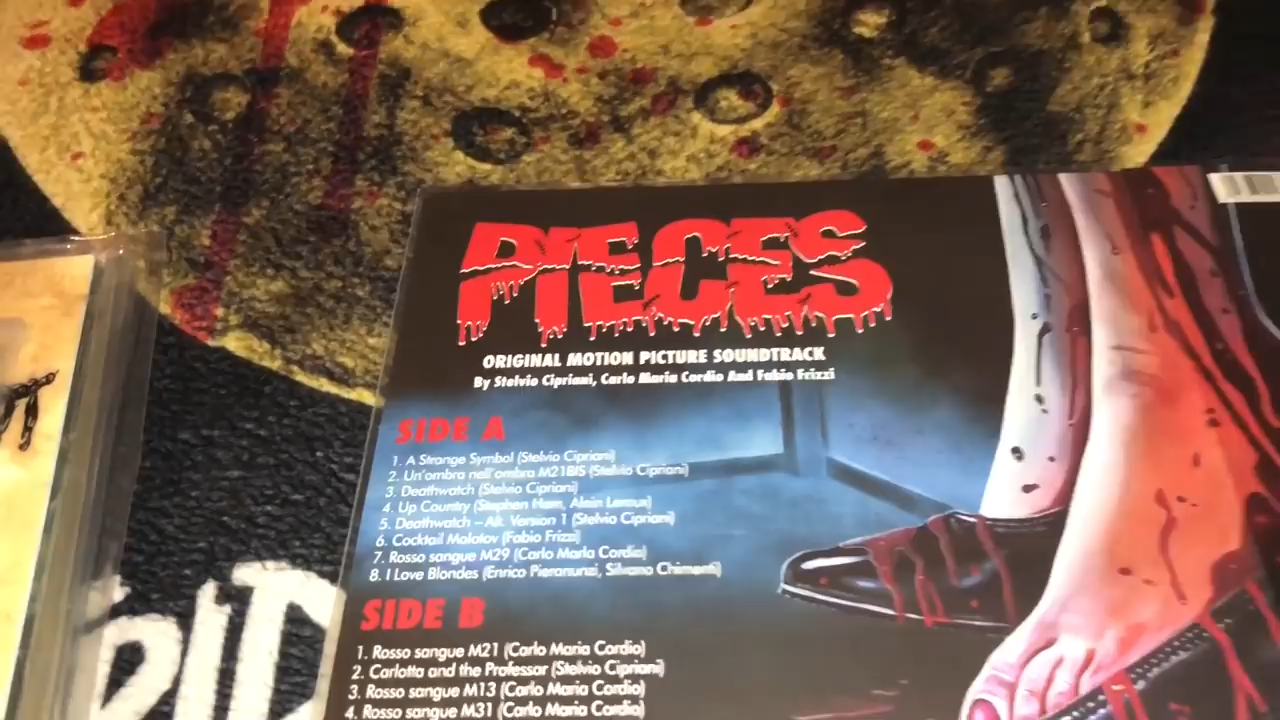 PIECES
ORIGINAL MOTION PICTURE SOUNDTRACK
By Stelvio Cipriani, Carlo Maria Cordio And Fabio Frizzi
SIDE A
1. A Strange Symbol (Stelvio Cipriani)
2. Un'ombra nell'ombra M21BIS (Stelvio Cipriani)
3. Deathwatch (Stelvio Cipriani)
4. Up Country (Stephen Ham, Alain Leroux)
5. Deathwatch – Alt. Version 1 (Stelvio Cipriani)
6. Cocktail Molotov (Fabio Frizzi)
7. Rosso sangue M29 (Carlo Maria Cordio)
8. I Love Blondes (Enrico Pieranunzi, Silvano Chimenti)
SIDE B
1. Rosso sangue M21 (Carlo Maria Cordio)
2. Carlotta and the Professor (Stelvio Cipriani)
3. Rosso sangue M13 (Carlo Maria Cordio)
4. Rosso sangue M31 (Carlo Maria Cordio)